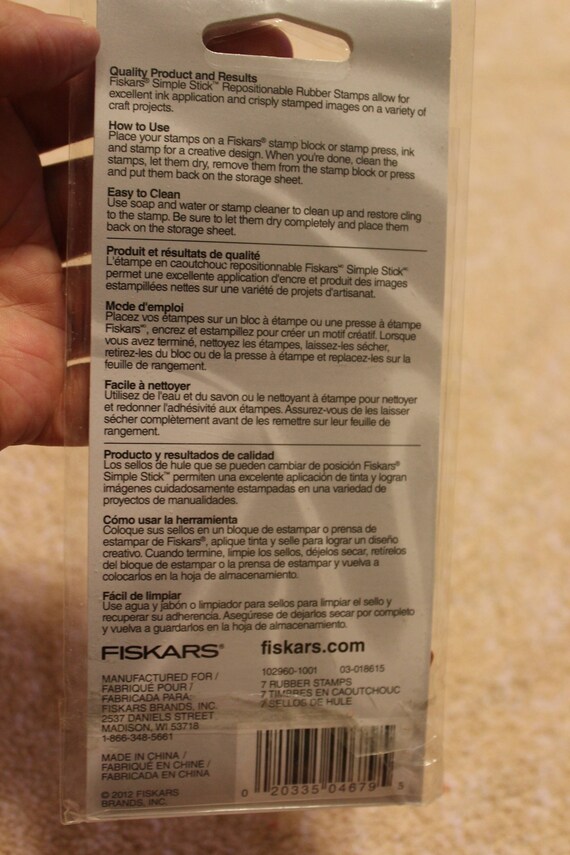 Quality Product and Results
Fiskars® Simple Stick™ Repositionable Rubber Stamps allow for
excellent ink application and crisply stamped images on a variety of
craft projects.
How to Use
Place your stamps on a Fiskars® stamp block or stamp press, ink
and stamp for a creative design. When you're done, clean the
stamps, let them dry, remove them from the stamp block or press
and put them back on the storage sheet.
Easy to Clean
Use soap and water or stamp cleaner to clean up and restore cling
to the stamp. Be sure to let them dry completely and place them
back on the storage sheet.
Produit et résultats de qualité
L'étampe en caoutchouc repositionnable Fiskars™ Simple Stick™
permet une excellente application d'encre et produit des images
estampillées nettes sur une variété de projets d'artisanat.
Mode d'emploi
Placez vos étampes sur un bloc à étampe ou une presse à étampe
Fiskars™, encrez et estampillez pour créer un motif créatif. Lorsque
vous avez terminé, nettoyez les étampes, laissez-les sécher,
retirez-les du bloc ou de la presse à étampe et replacez-les sur la
feuille de rangement.
Facile à nettoyer
Utilisez de l'eau et du savon ou le nettoyant à étampe pour nettoyer
et redonner l'adhésivité aux étampes. Assurez-vous de les laisser
sécher complètement avant de les remettre sur leur feuille de
rangement.
Producto y resultados de calidad
Los sellos de hule que se pueden cambiar de posición Fiskars®
Simple Stick™ permiten una excelente aplicación de tinta y logran
imágenes cuidadosamente estampadas en una variedad de
proyectos de manualidades.
Cómo usar la herramienta
Coloque sus sellos en un bloque de estampar o prensa de
estampar de Fiskars®, aplique tinta y selle para lograr un diseño
creativo. Cuando termine, limpie los sellos, déjelos secar, retírelos
del bloque de estampar o la prensa de estampar y vuelva a
colocarlos en la hoja de almacenamiento.
Fácil de limpiar
Use agua y jabón o limpiador para sellos para limpiar el sello y
recuperar su adherencia. Asegúrese de dejarlos secar por completo
y vuelva a guardarlos en la hoja de almacenamiento.
FISKARS®
fiskars.com
MANUFACTURED FOR /
FABRIQUÉ POUR /
FABRICADA PARA:
FISKARS BRANDS, INC.
2537 DANIELS STREET
MADISON, WI 53718
1-866-348-5661
MADE IN CHINA /
FABRIQUÉ EN CHINE /
FABRICADA EN CHINA
© 2012 FISKARS
BRANDS, INC.
102960-1001 03-018615
7 RUBBER STAMPS
7 TIMBRES EN CAOUTCHOUC
7 SELLOS DE HULE
0 20335 04679 5